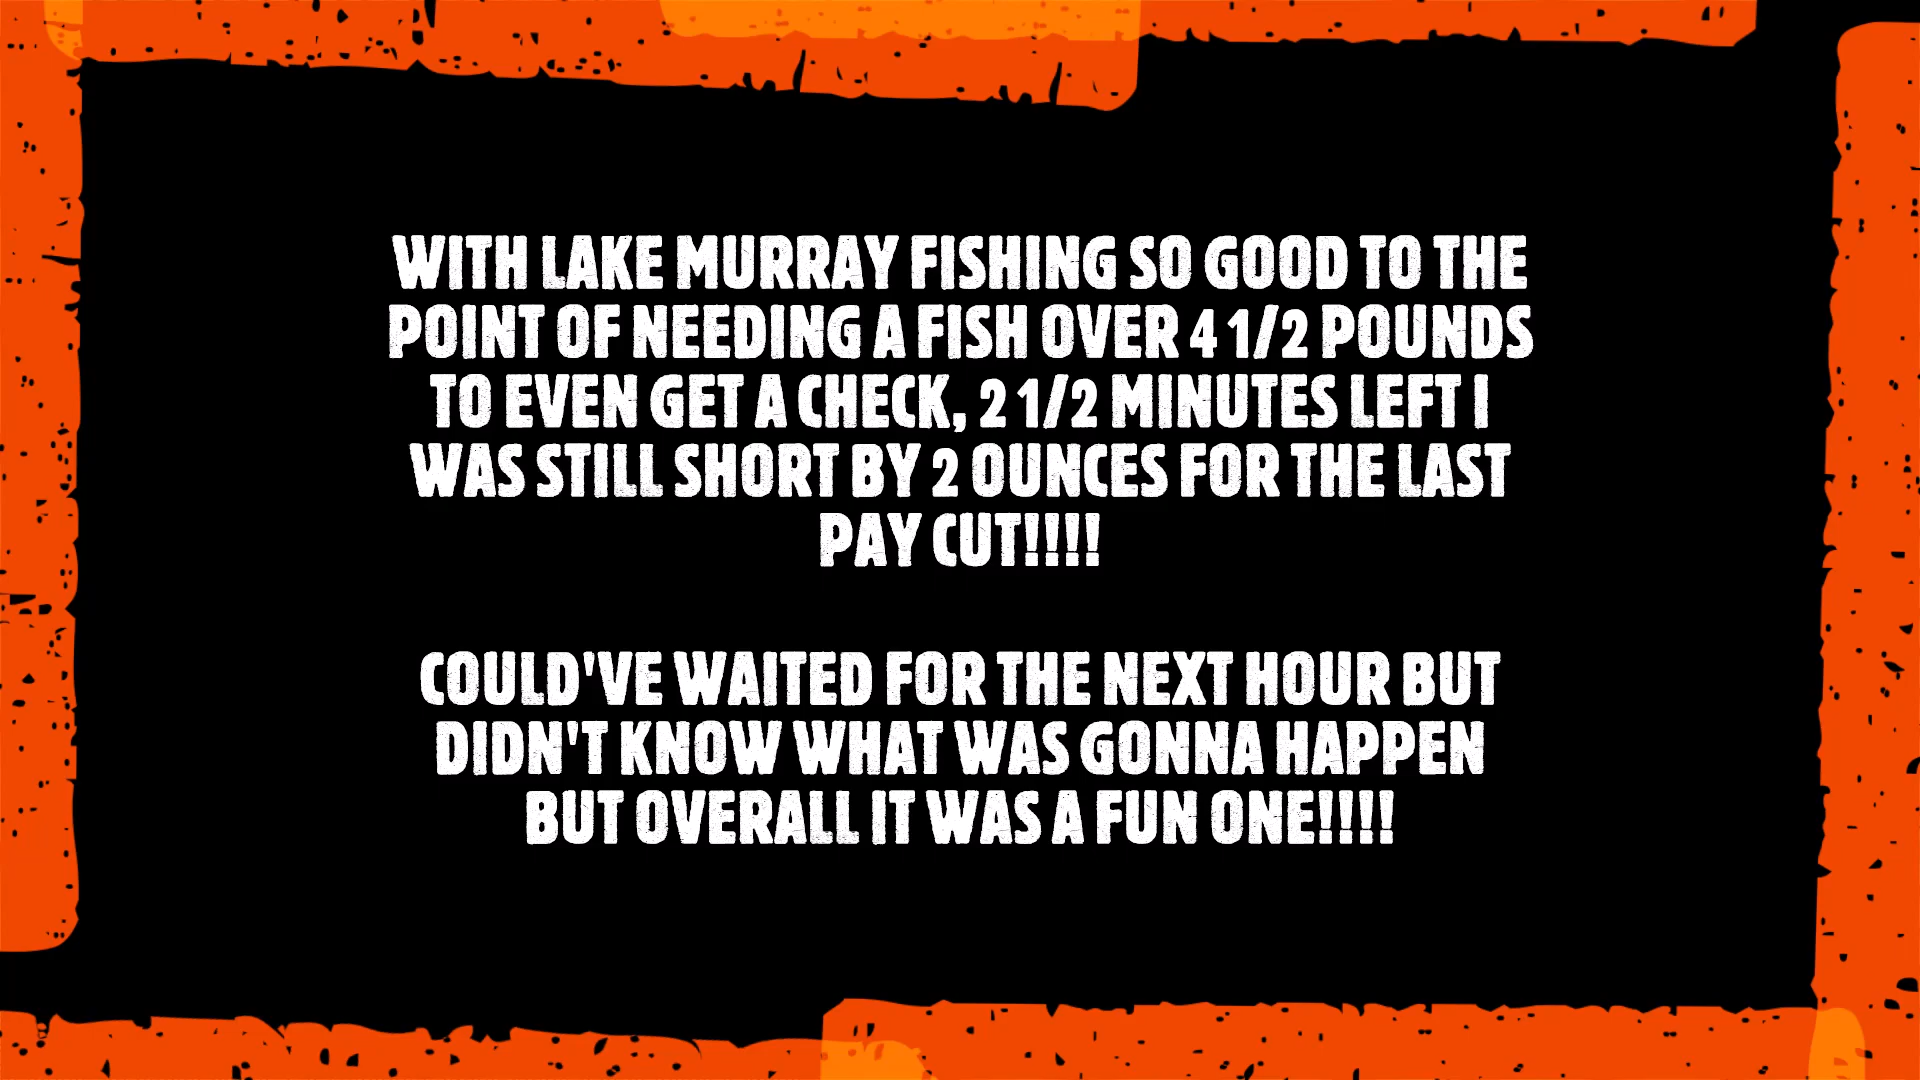 WITH LAKE MURRAY FISHING SO GOOD TO THE
POINT OF NEEDING A FISH OVER 4 1/2 POUNDS
TO EVEN GET A CHECK, 2 1/2 MINUTES LEFT I
WAS STILL SHORT BY 2 OUNCES FOR THE LAST
PAY CUT!!!!
COULD'VE WAITED FOR THE NEXT HOUR BUT
DIDN'T KNOW WHAT WAS GONNA HAPPEN
BUT OVERALL IT WAS A FUN ONE!!!!